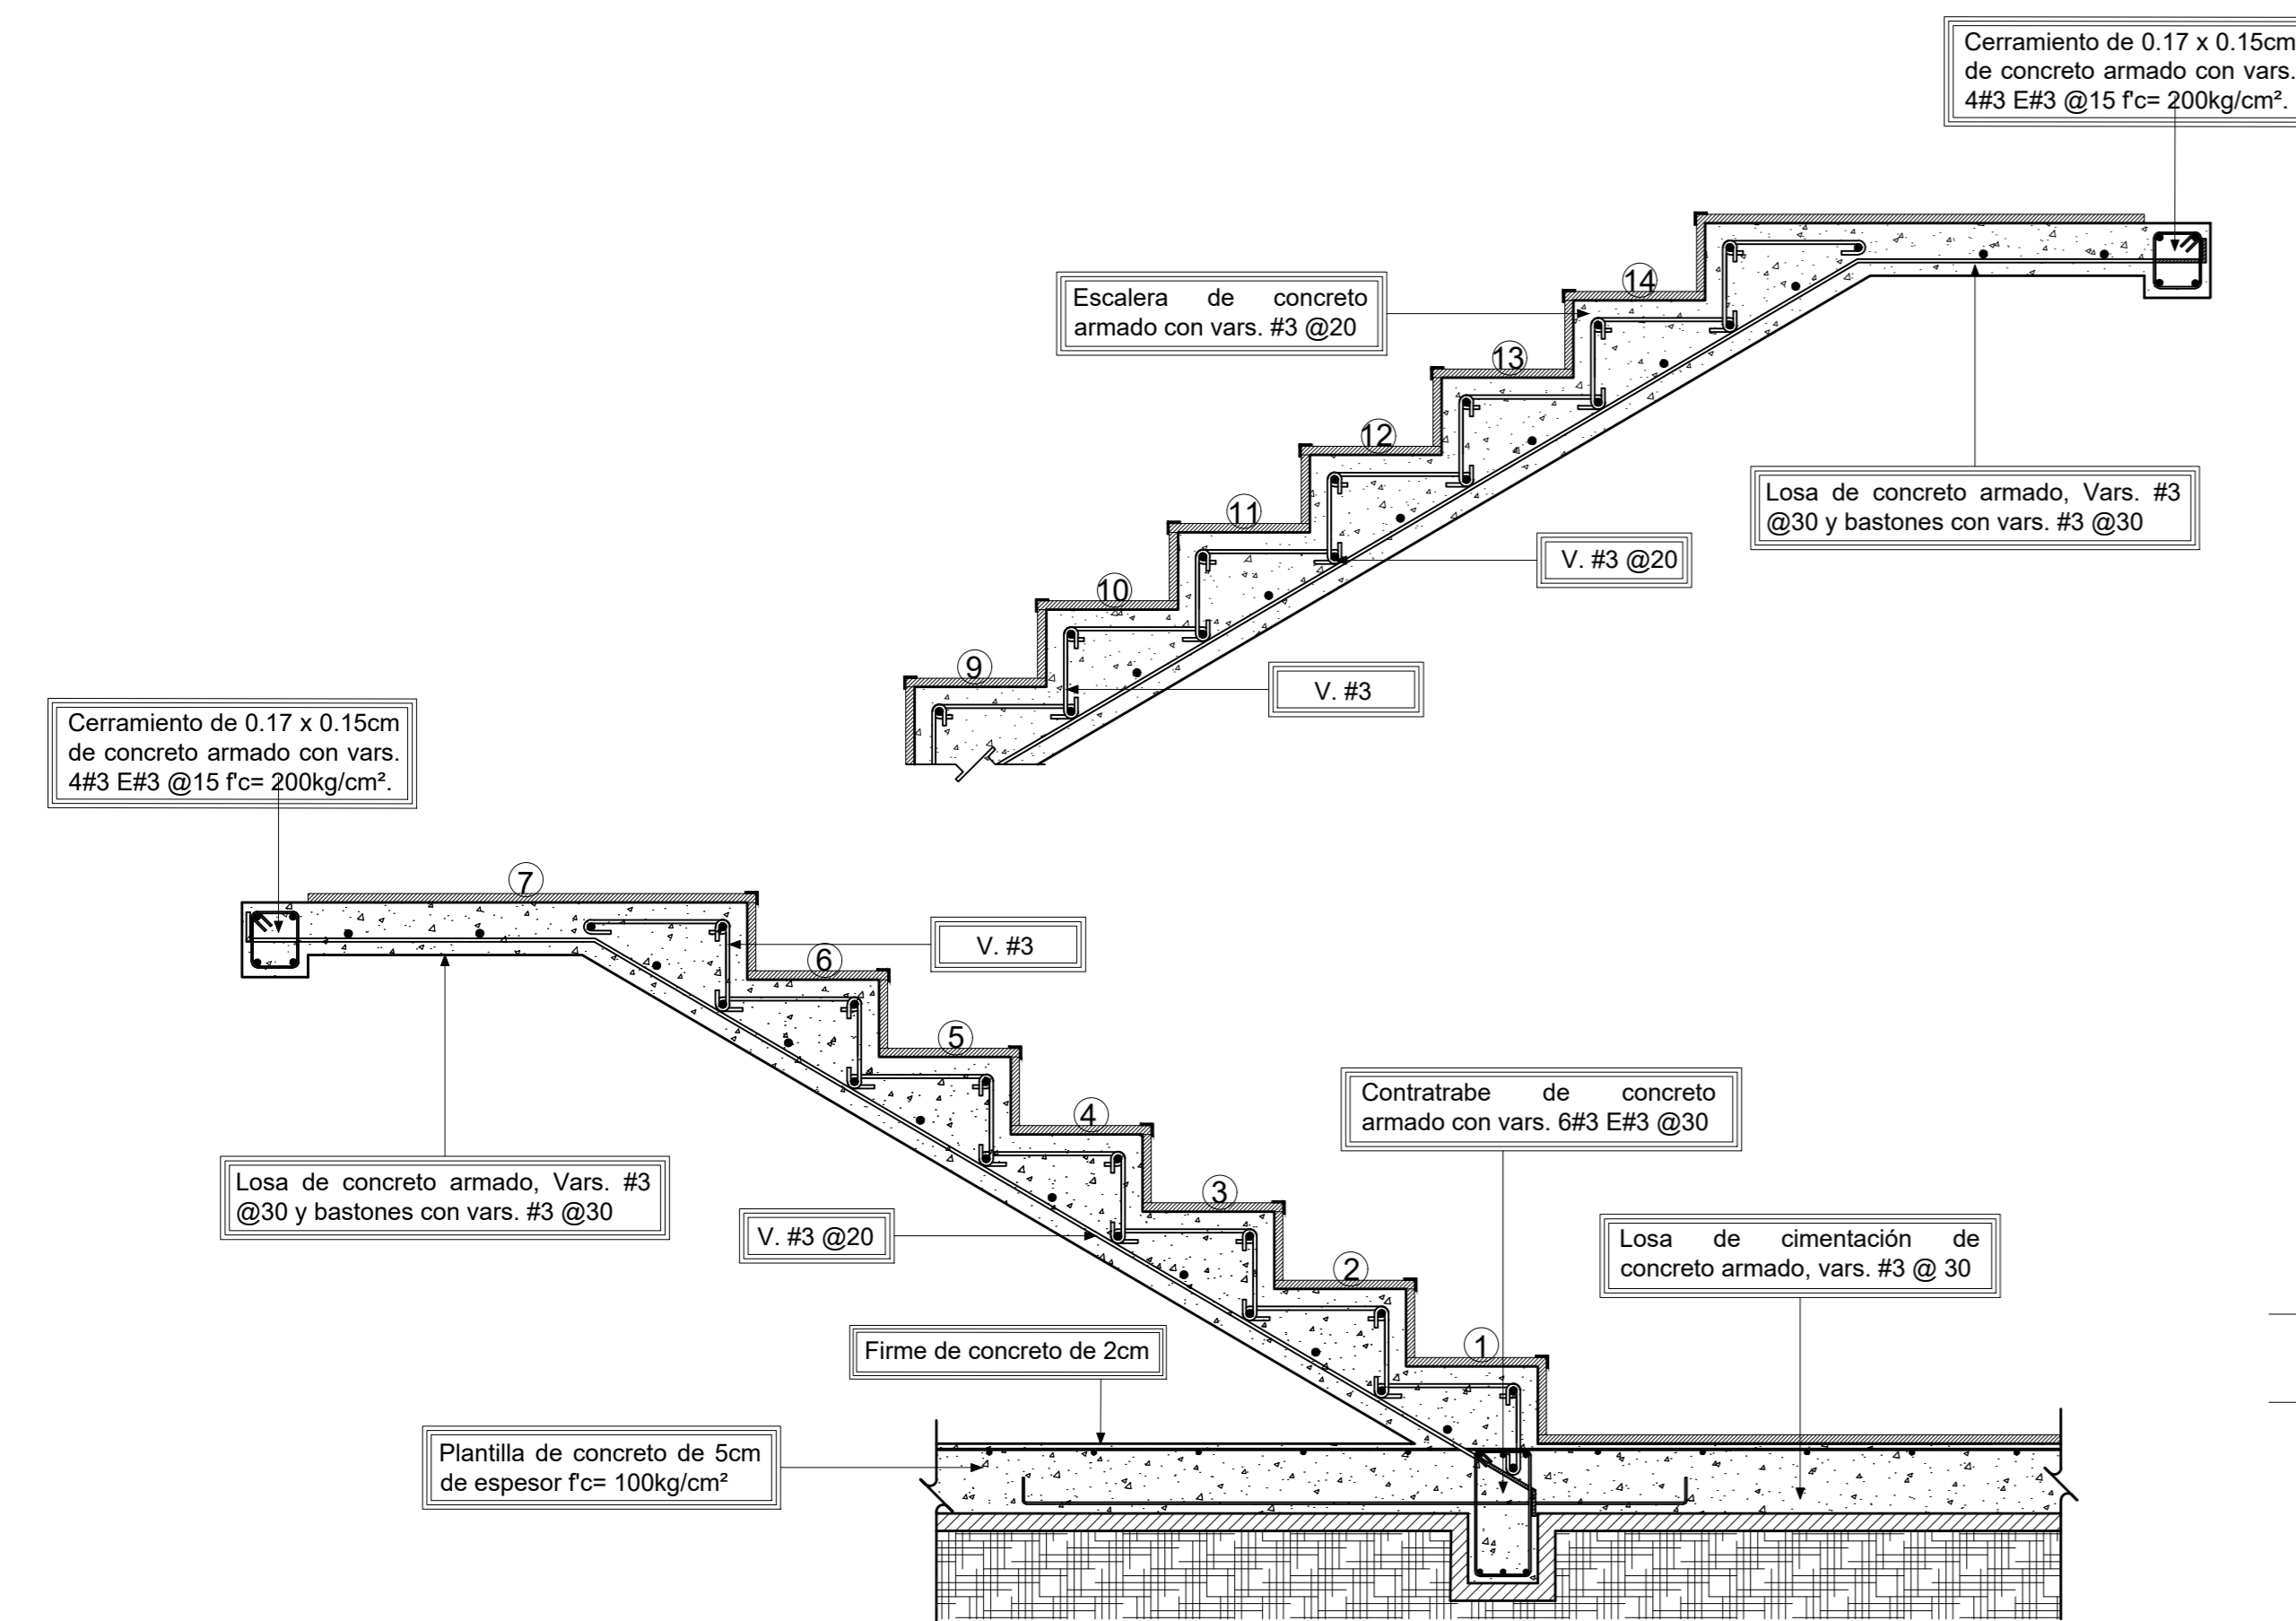 Cerramiento de 0.17 x 0.15cm
de concreto armado con vars.
4#3 E#3 @15 f'c= 200kg/cm².
Escalera de concreto
armado con vars. #3 @20
14
13
12
11
10
9
Losa de concreto armado, Vars. #3
@30 y bastones con vars. #3 @30
V. #3 @20
V. #3
Cerramiento de 0.17 x 0.15cm
de concreto armado con vars.
4#3 E#3 @15 f'c= 200kg/cm².
7
6
5
4
3
2
1
V. #3
Losa de concreto armado, Vars. #3
@30 y bastones con vars. #3 @30
V. #3 @20
Contratrabe de concreto
armado con vars. 6#3 E#3 @30
Losa de cimentación de
concreto armado, vars. #3 @ 30
Firme de concreto de 2cm
Plantilla de concreto de 5cm
de espesor f'c= 100kg/cm²